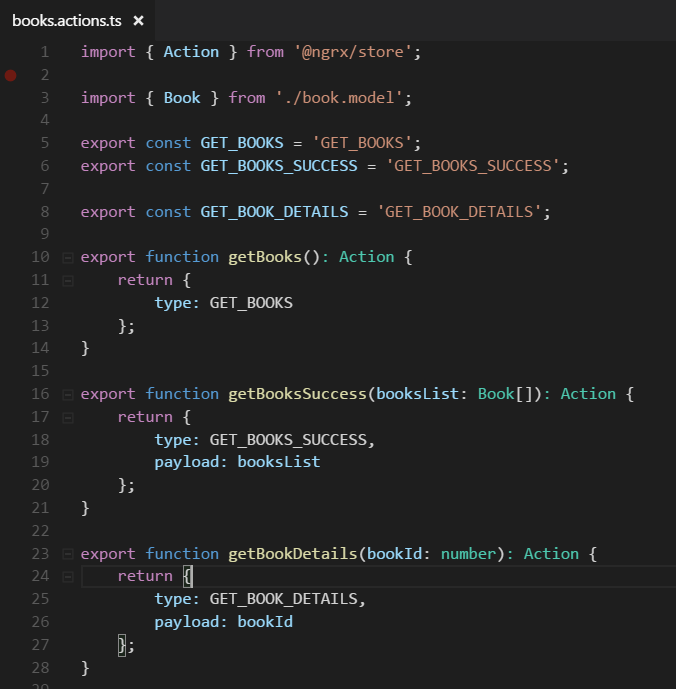 books.actions.ts ×
1 import { Action } from '@ngrx/store';
2
3 import { Book } from './book.model';
4
5 export const GET_BOOKS = 'GET_BOOKS';
6 export const GET_BOOKS_SUCCESS = 'GET_BOOKS_SUCCESS';
7
8 export const GET_BOOK_DETAILS = 'GET_BOOK_DETAILS';
9
10 export function getBooks(): Action {
11     return {
12         type: GET_BOOKS
13     };
14 }
15
16 export function getBooksSuccess(booksList: Book[]): Action {
17     return {
18         type: GET_BOOKS_SUCCESS,
19         payload: booksList
20     };
21 }
22
23 export function getBookDetails(bookId: number): Action {
24     return {
25         type: GET_BOOK_DETAILS,
26         payload: bookId
27     };
28 }
29